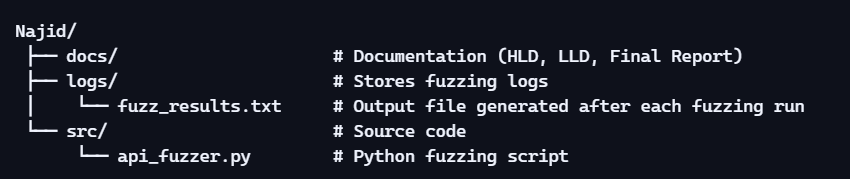 Najid/
├── docs/                      # Documentation (HLD, LLD, Final Report)
├── logs/                      # Stores fuzzing logs
│    └── fuzz_results.txt      # Output file generated after each fuzzing run
└── src/                       # Source code
     └── api_fuzzer.py         # Python fuzzing script